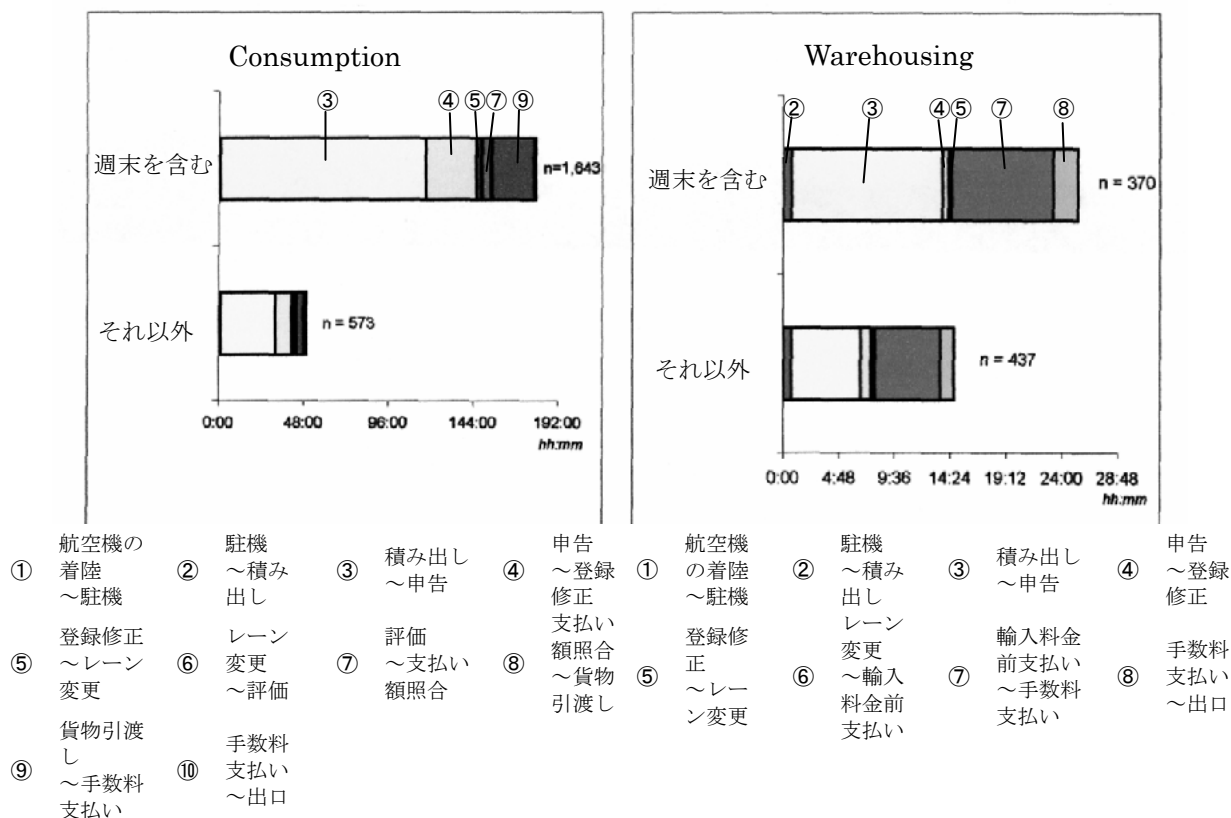 Consumption
③ ④ ⑤ ⑦ ⑨
週末を含む
n=1,643
それ以外
n = 573
0:00 48:00 96:00 144:00 192:00
hh:mm
Warehousing
② ③ ④ ⑤ ⑦ ⑧
週末を含む
n = 370
それ以外
n = 437
0:00 4:48 9:36 14:24 19:12 24:00 28:48
hh:mm
①
航空機の
着陸
～駐機
②
駐機
～積み
出し
③
積み出し
～申告
④
申告
～登録
修正
⑤
登録修正
～レーン
変更
⑥
レーン
変更
～評価
⑦
評価
～支払い
額照合
⑧
支払い
額照合
～貨物
引渡し
⑨
貨物引渡
し
～手数料
支払い
⑩
手数料
支払い
～出口
①
航空機
の着陸
～駐機
②
駐機
～積み
出し
③
積み出し
～申告
④
申告
～登録
修正
⑤
登録修
正
～レー
ン変更
⑥
レーン
変更
～輸入
料金前
支払い
⑦
輸入料金
前支払い
～手数料
支払い
⑧
手数料
支払い
～出口